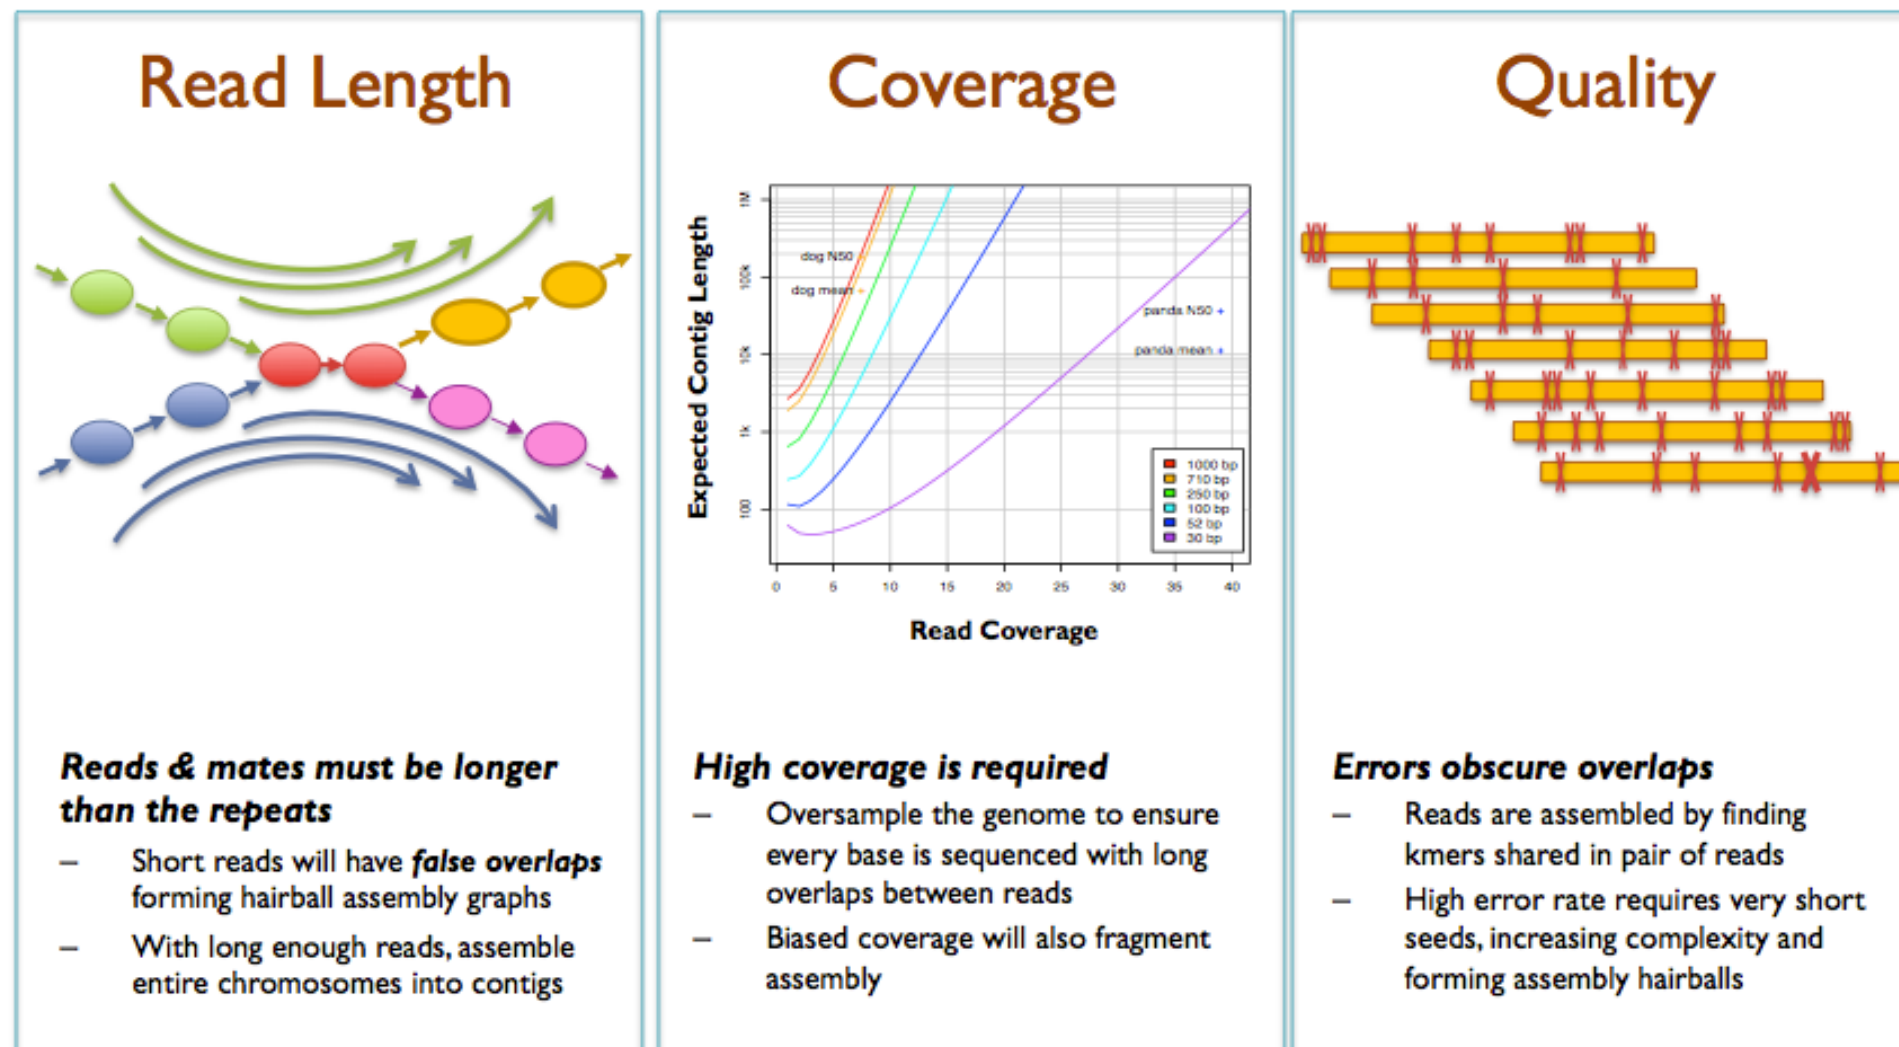 Read Length
Reads & mates must be longer
than the repeats
– Short reads will have false overlaps
forming hairball assembly graphs
– With long enough reads, assemble
entire chromosomes into contigs
Coverage
Expected Contig Length
1M
100k
10k
1k
100
dog N50
dog mean
panda N50
panda mean
1000 bp
710 bp
250 bp
100 bp
52 bp
30 bp
0 5 10 15 20 25 30 35 40
Read Coverage
High coverage is required
– Oversample the genome to ensure
every base is sequenced with long
overlaps between reads
– Biased coverage will also fragment
assembly
Quality
Errors obscure overlaps
– Reads are assembled by finding
kmers shared in pair of reads
– High error rate requires very short
seeds, increasing complexity and
forming assembly hairballs